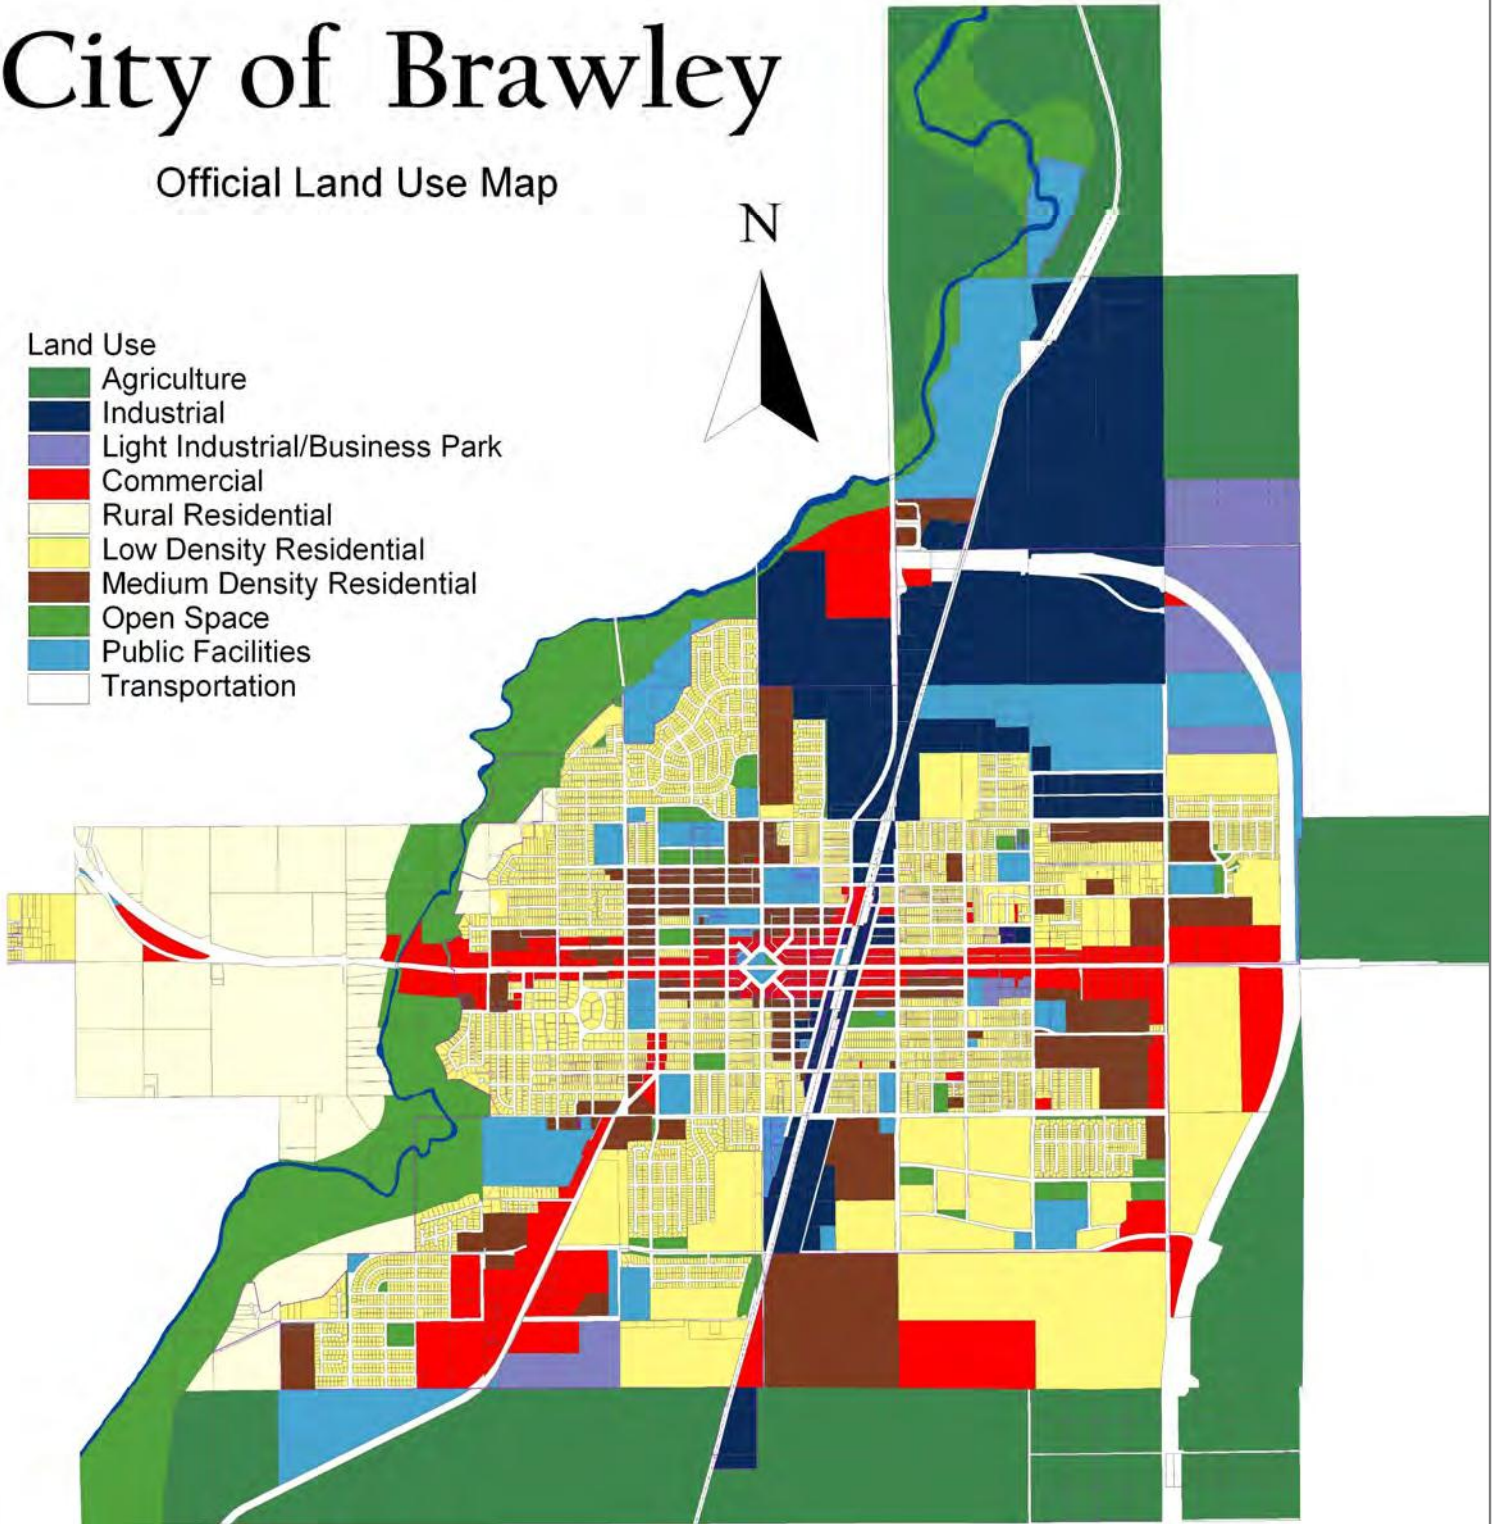 City of Brawley
Official Land Use Map
N
Land Use
Agriculture
Industrial
Light Industrial/Business Park
Commercial
Rural Residential
Low Density Residential
Medium Density Residential
Open Space
Public Facilities
Transportation